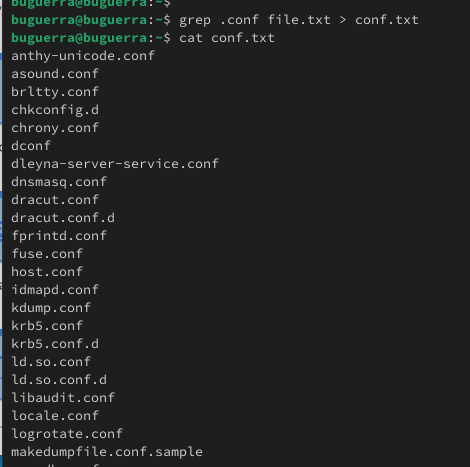 buguerra@buguerra:~$
buguerra@buguerra:~$ grep .conf file.txt > conf.txt
buguerra@buguerra:~$ cat conf.txt
anthy-unicode.conf
asound.conf
brltty.conf
chkconfig.d
chrony.conf
dconf
dleyna-server-service.conf
dnsmasq.conf
dracut.conf
dracut.conf.d
fprintd.conf
fuse.conf
host.conf
idmapd.conf
kdump.conf
krb5.conf
krb5.conf.d
ld.so.conf
ld.so.conf.d
libaudit.conf
locale.conf
logrotate.conf
makedumpfile.conf.sample